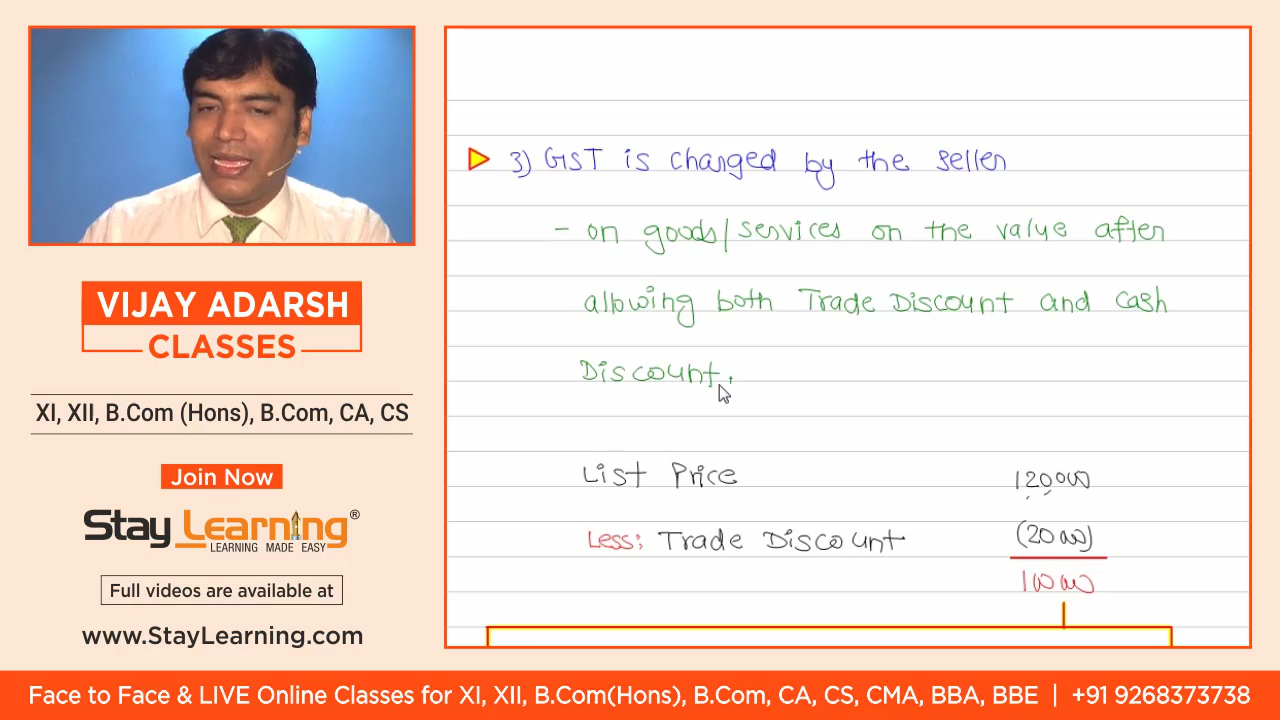 VIJAY ADARSH
CLASSES
XI, XII, B.Com (Hons), B.Com, CA, CS
Join Now
Stay Learning®
LEARNING MADE EASY
Full videos are available at
www.StayLearning.com
3) GST is charged by the seller
- on goods/services on the value after
allowing both Trade Discount and cash
Discount.
List Price 120,000
Less: Trade Discount (20000)
100000
Face to Face & LIVE Online Classes for XI, XII, B.Com(Hons), B.Com, CA, CS, CMA, BBA, BBE | +91 9268373738